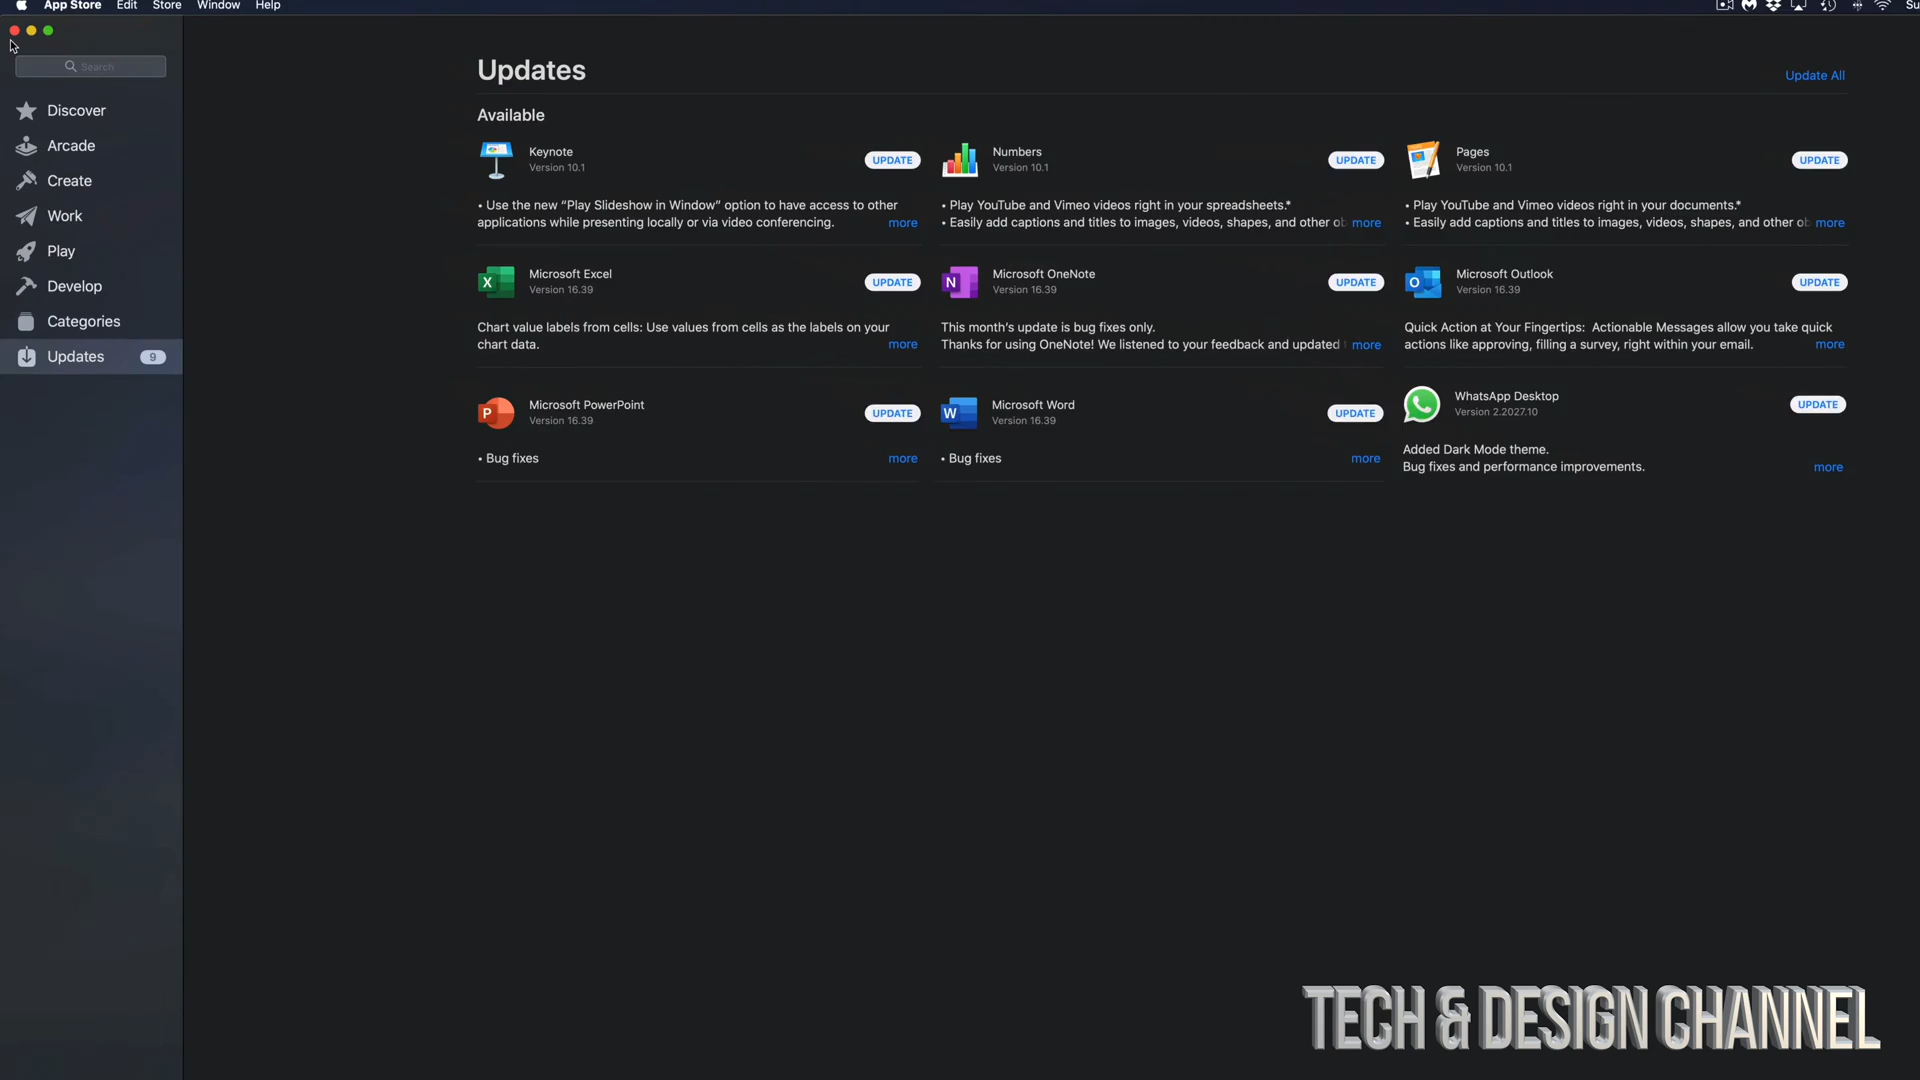 App Store Edit Store Window Help
Su
Search
Discover
Arcade
Create
Work
Play
Develop
Categories
Updates 9
Updates
Update All
Available
Keynote
Version 10.1
UPDATE
• Use the new “Play Slideshow in Window” option to have access to other
applications while presenting locally or via video conferencing. more
Numbers
Version 10.1
UPDATE
• Play YouTube and Vimeo videos right in your spreadsheets.*
• Easily add captions and titles to images, videos, shapes, and other ob more
Pages
Version 10.1
UPDATE
• Play YouTube and Vimeo videos right in your documents.*
• Easily add captions and titles to images, videos, shapes, and other ob more
Microsoft Excel
Version 16.39
UPDATE
Chart value labels from cells: Use values from cells as the labels on your
chart data. more
Microsoft OneNote
Version 16.39
UPDATE
This month's update is bug fixes only.
Thanks for using OneNote! We listened to your feedback and updated more
Microsoft Outlook
Version 16.39
UPDATE
Quick Action at Your Fingertips: Actionable Messages allow you take quick
actions like approving, filling a survey, right within your email. more
Microsoft PowerPoint
Version 16.39
UPDATE
• Bug fixes more
Microsoft Word
Version 16.39
UPDATE
• Bug fixes more
WhatsApp Desktop
Version 2.2027.10
UPDATE
Added Dark Mode theme.
Bug fixes and performance improvements. more
TECH & DESIGN CHANNEL